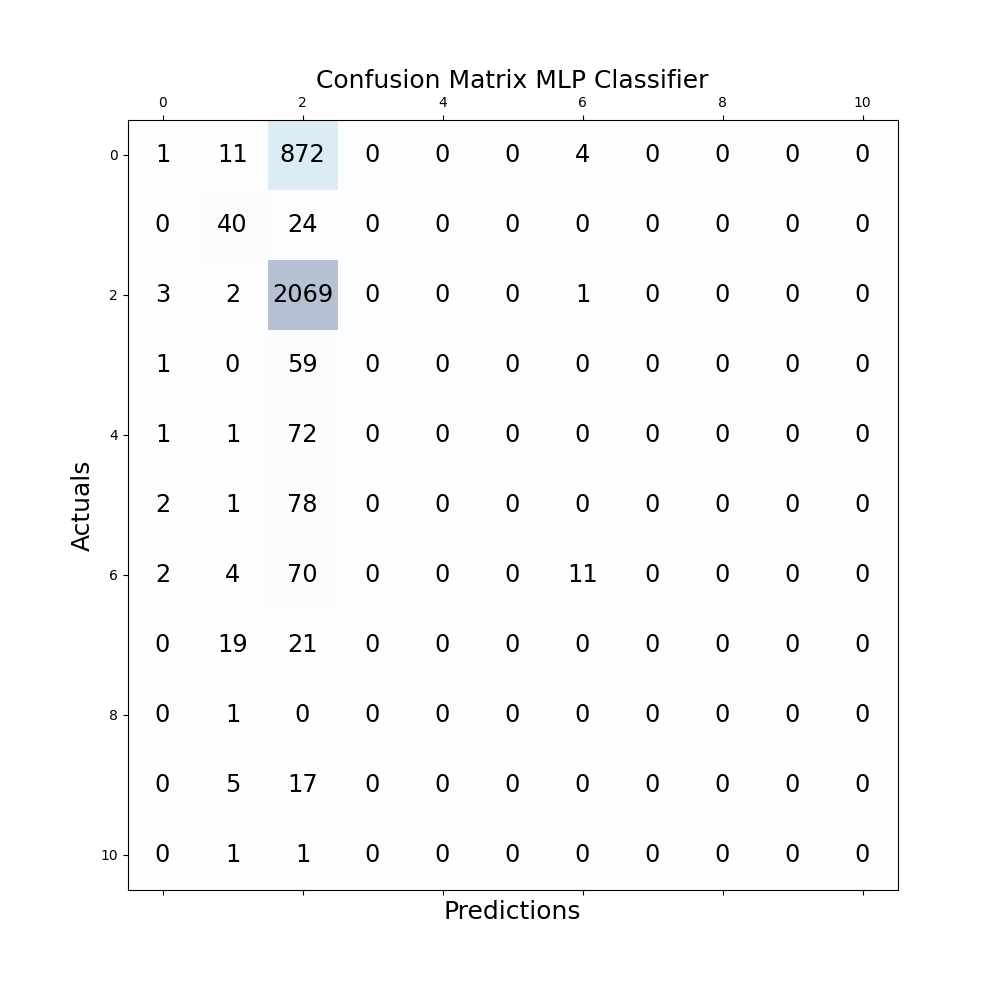 Confusion Matrix MLP Classifier
0 2 4 6 8 10
0 1 11 872 0 0 0 4 0 0 0 0
0 40 24 0 0 0 0 0 0 0 0
2 3 2 2069 0 0 0 1 0 0 0 0
1 0 59 0 0 0 0 0 0 0 0
4 1 1 72 0 0 0 0 0 0 0 0
2 1 78 0 0 0 0 0 0 0 0
6 2 4 70 0 0 0 11 0 0 0 0
0 19 21 0 0 0 0 0 0 0 0
8 0 1 0 0 0 0 0 0 0 0 0
0 5 17 0 0 0 0 0 0 0 0
10 0 1 1 0 0 0 0 0 0 0 0
Actuals
Predictions